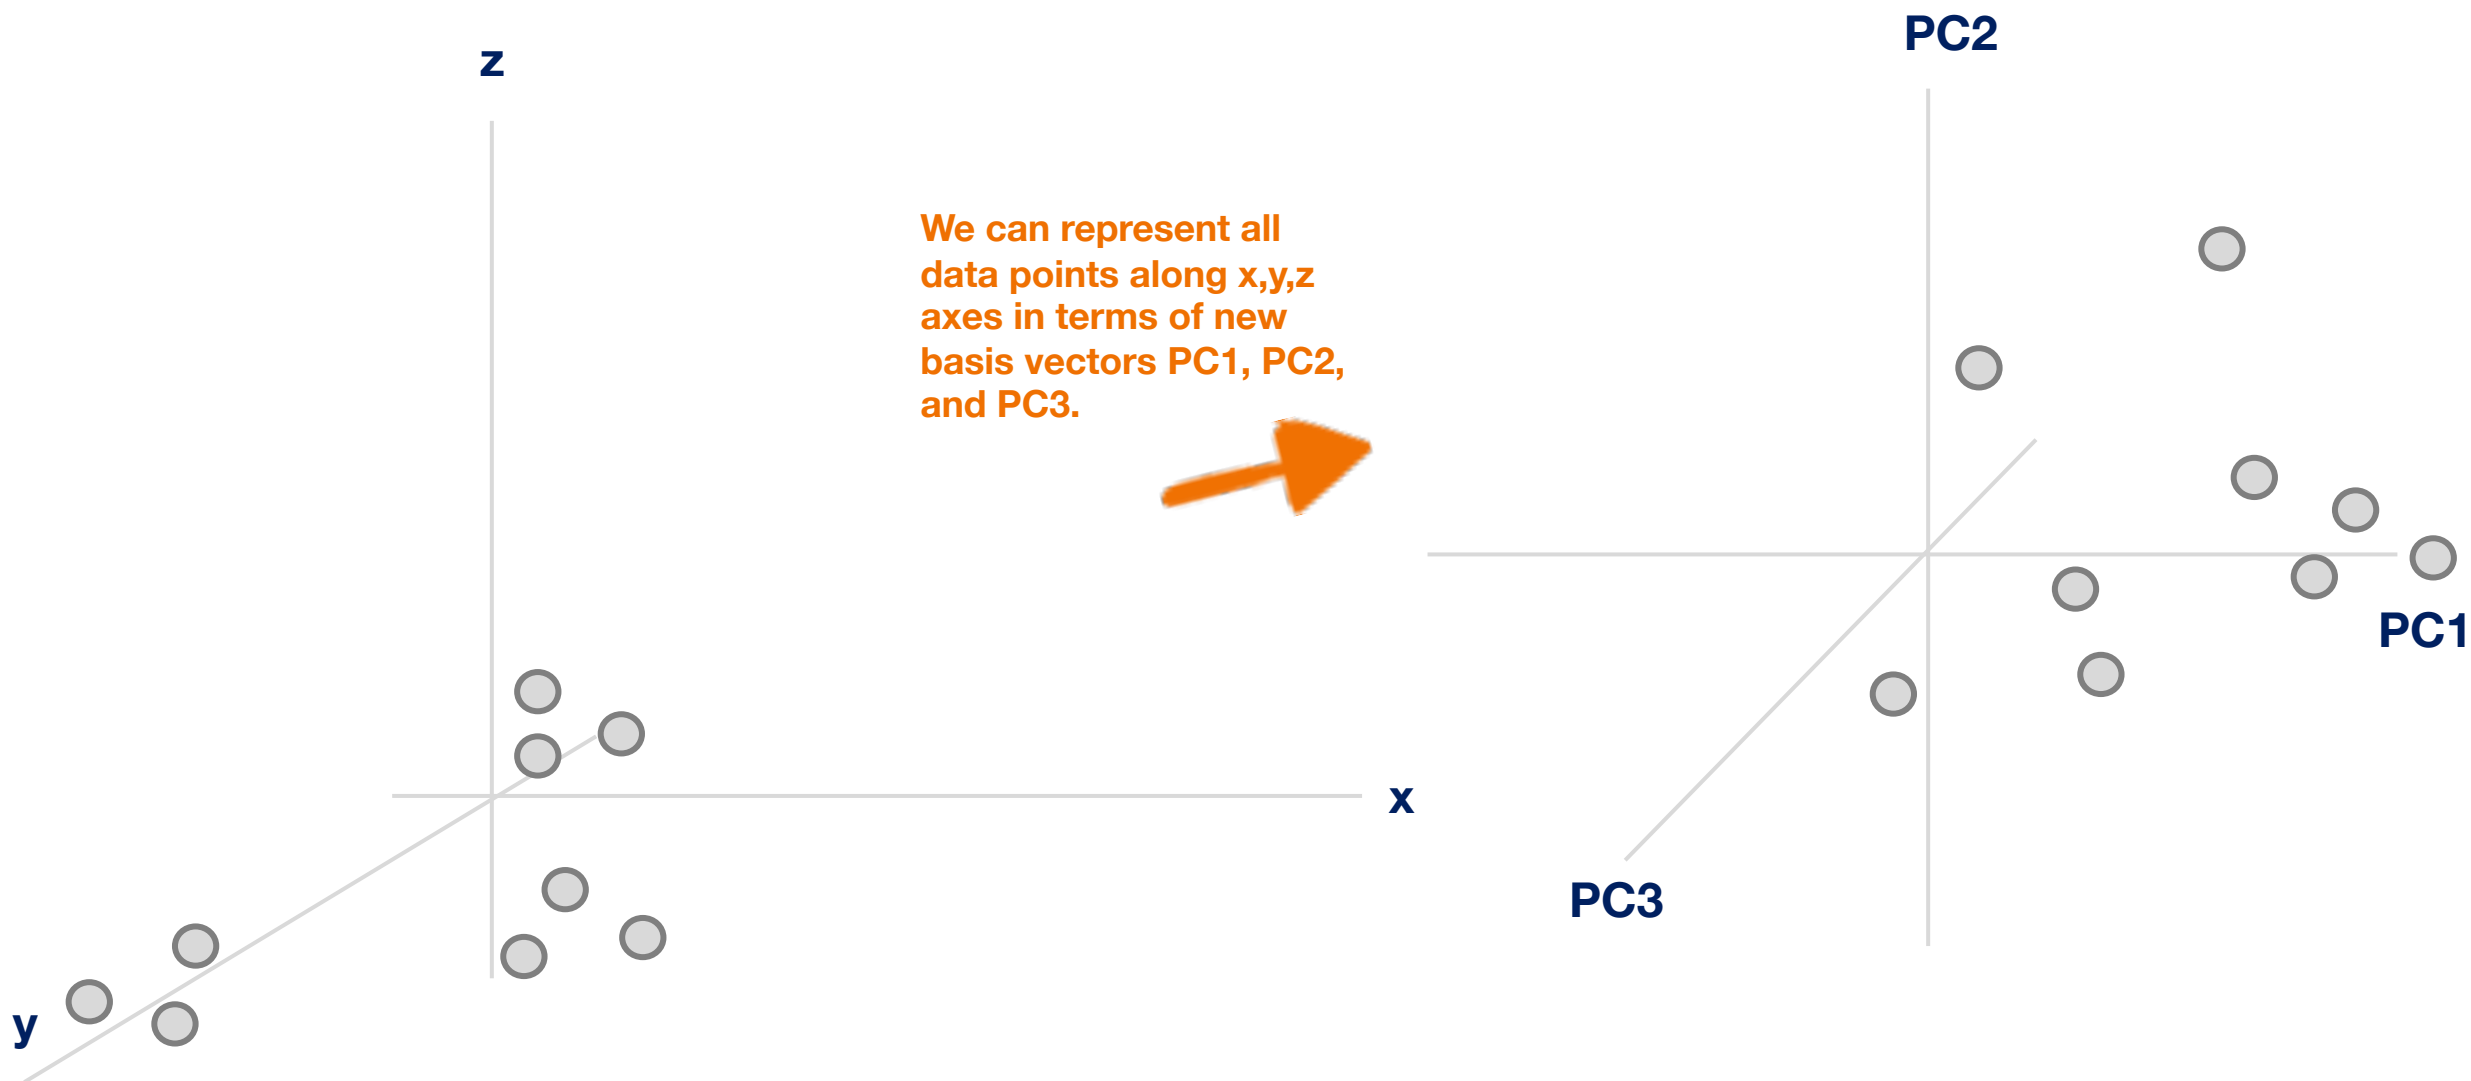 z
We can represent all
data points along x,y,z
axes in terms of new
basis vectors PC1, PC2,
and PC3.
x
y
PC2
PC1
PC3